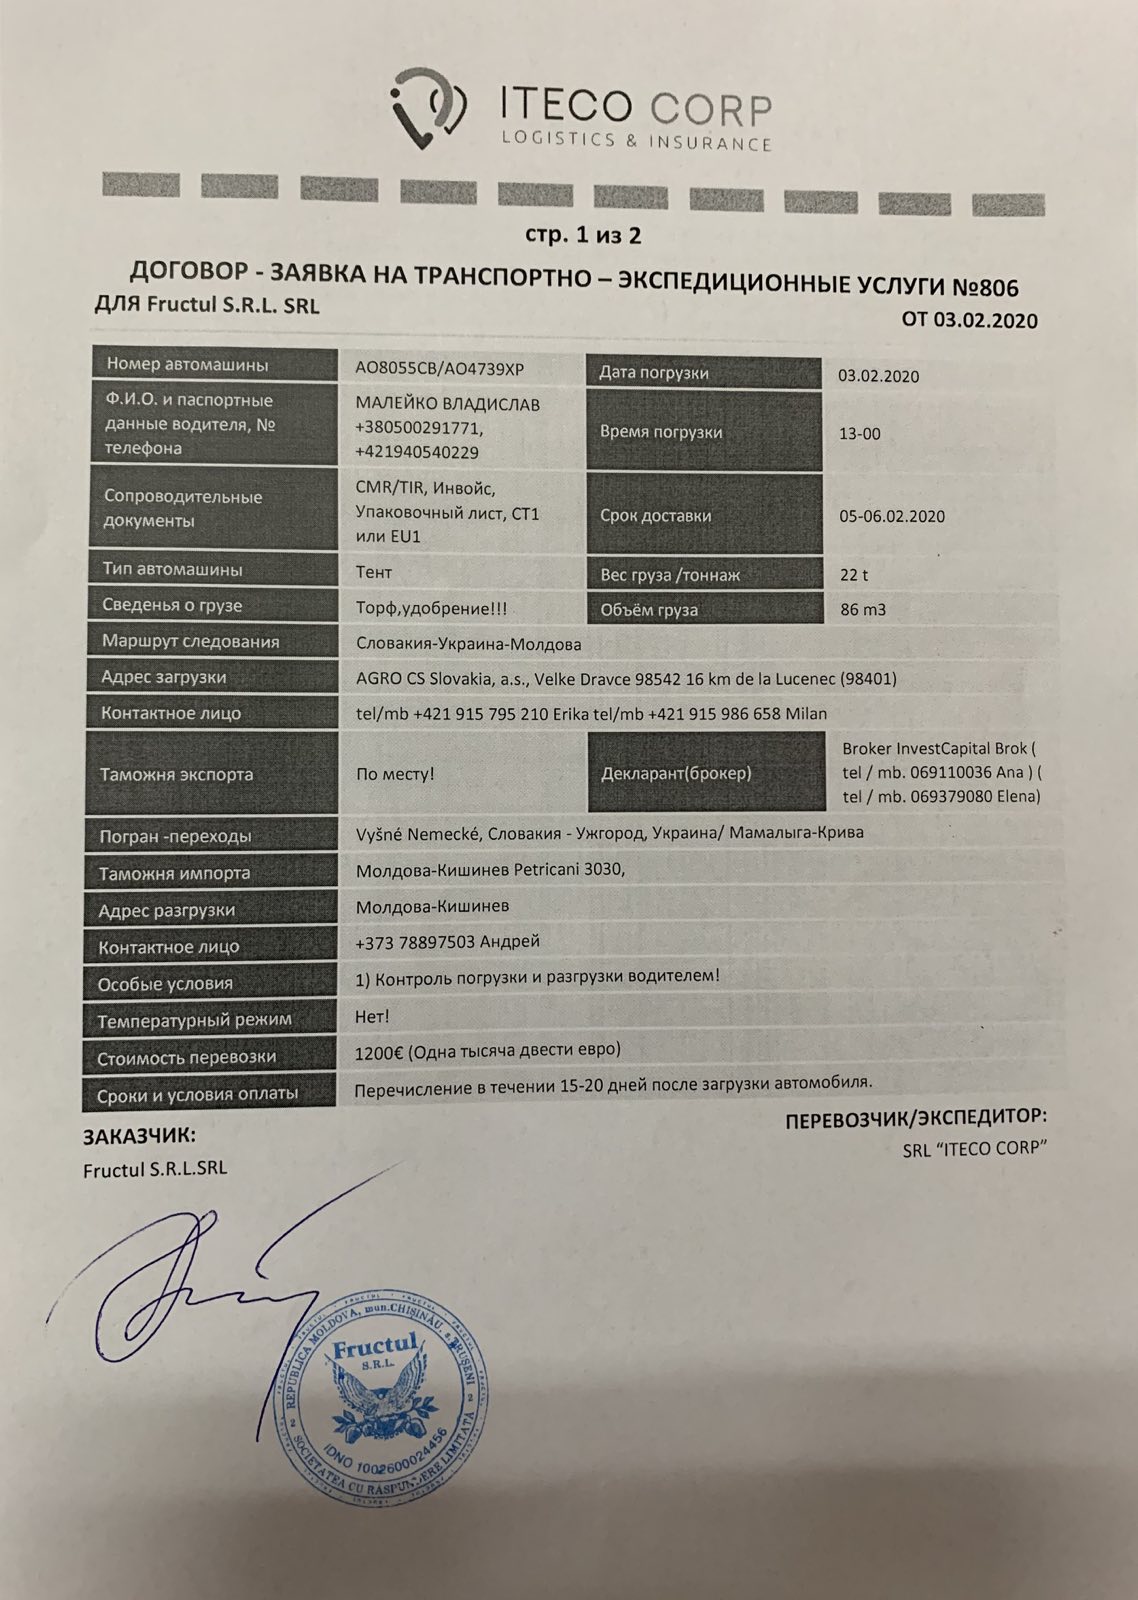 ITECO CORP
LOGISTICS & INSURANCE
стр. 1 из 2
ДОГОВОР - ЗАЯВКА НА ТРАНСПОРТНО – ЭКСПЕДИЦИОННЫЕ УСЛУГИ №806
ДЛЯ Fructul S.R.L. SRL
ОТ 03.02.2020
Номер автомашины
AO8055CB/AO4739XP
Дата погрузки
03.02.2020
Ф.И.О. и паспортные
данные водителя, №
телефона
МАЛЕЙКО ВЛАДИСЛАВ
+380500291771,
+421940540229
Время погрузки
13-00
Сопроводительные
документы
CMR/TIR, Инвойс,
Упаковочный лист, СТ1
или EU1
Срок доставки
05-06.02.2020
Тип автомашины
Тент
Вес груза /тоннаж
22 t
Сведенья о грузе
Торф,удобрение!!!
Объём груза
86 m3
Маршрут следования
Словакия-Украина-Молдова
Адрес загрузки
AGRO CS Slovakia, a.s., Velke Dravce 98542 16 km de la Lucenec (98401)
Контактное лицо
tel/mb +421 915 795 210 Erika tel/mb +421 915 986 658 Milan
Таможня экспорта
По месту!
Декларант(брокер)
Broker InvestCapital Brok (
tel / mb. 069110036 Ana ) (
tel / mb. 069379080 Elena)
Погран -переходы
Vyšné Nemecké, Словакия - Ужгород, Украина/ Мамалыга-Крива
Таможня импорта
Молдова-Кишинев Petricani 3030,
Адрес разгрузки
Молдова-Кишинев
Контактное лицо
+373 78897503 Андрей
Особые условия
1) Контроль погрузки и разгрузки водителем!
Температурный режим
Нет!
Стоимость перевозки
1200€ (Одна тысяча двести евро)
Сроки и условия оплаты
Перечисление в течении 15-20 дней после загрузки автомобиля.
ЗАКАЗЧИК:
Fructul S.R.L.SRL
ПЕРЕВОЗЧИК/ЭКСПЕДИТОР:
SRL “ITECO CORP”
REPUBLICA MOLDOVA, mun.CHIŞINĂU, s.TRUŞENI
Fructul
S.R.L.
IDNO 1002600024456
SOCIETATEA CU RĂSPUNDERE LIMITATĂ